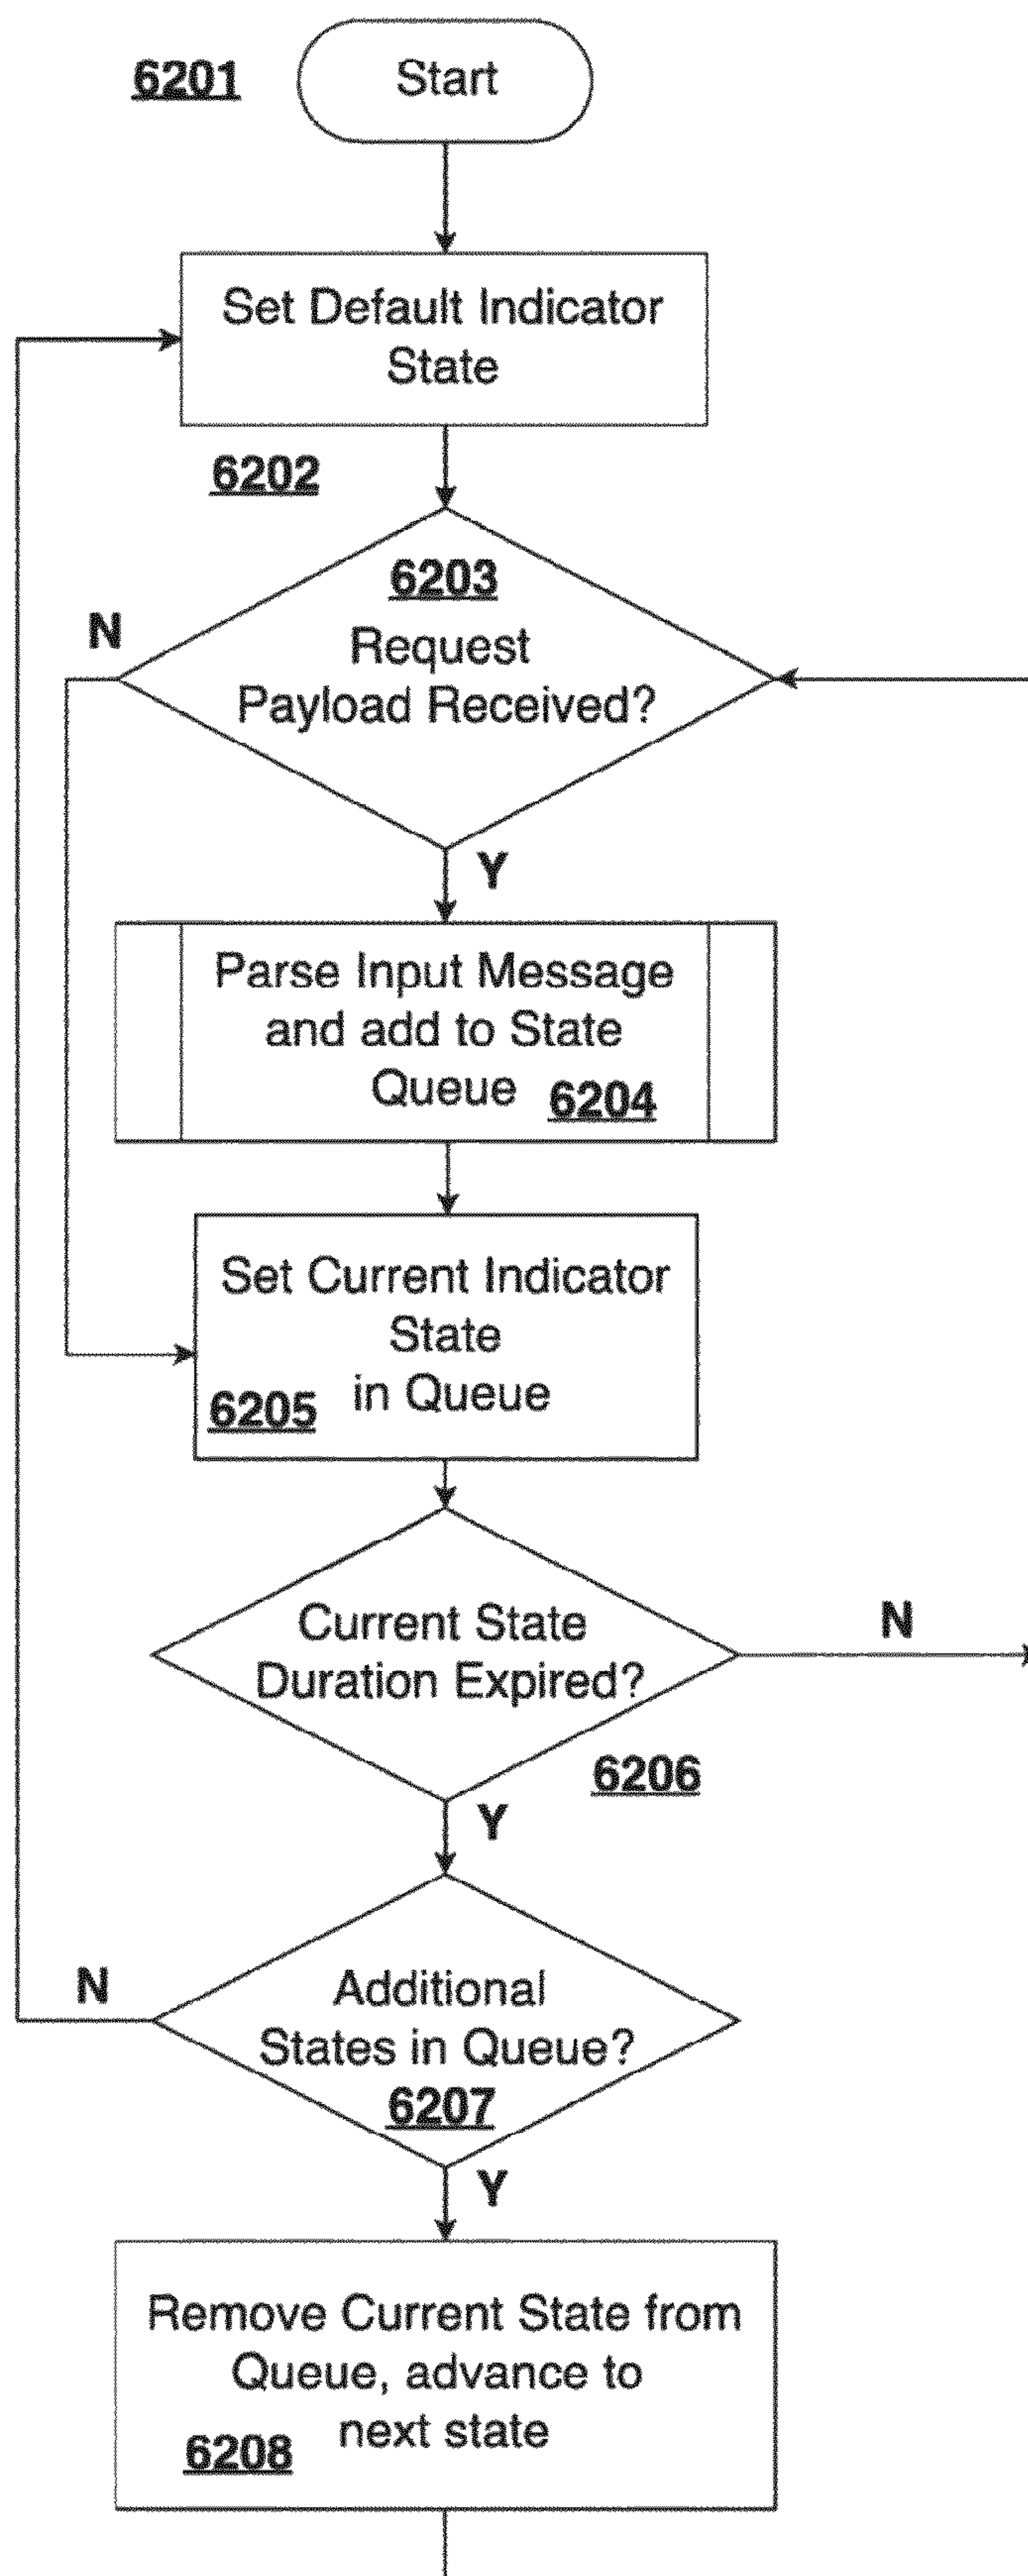 6201
Start
Set Default Indicator
State
6202
6203
N
Request
Payload Received?
Y
Parse Input Message
and add to State
Queue 6204
Set Current Indicator
State
in Queue
6205
Current State
Duration Expired?
N
6206
Y
Additional
States in Queue?
N
6207
Y
Remove Current State from
Queue, advance to
next state
6208